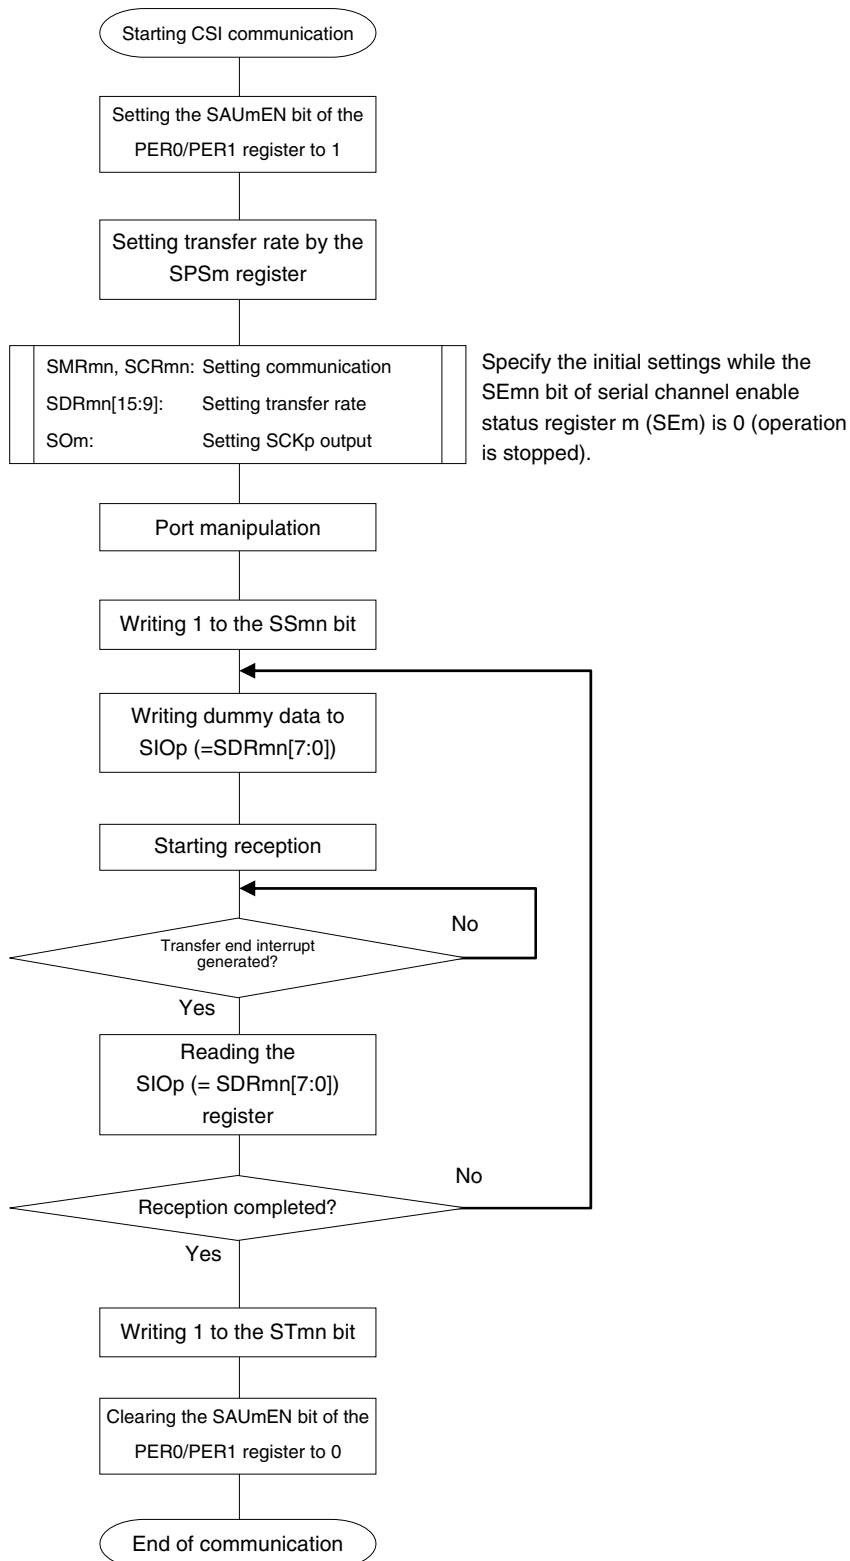 Starting CSI communication
Setting the SAUmEN bit of the
PER0/PER1 register to 1
Setting transfer rate by the
SPSm register
SMRmn, SCRmn: Setting communication
SDRmn[15:9]: Setting transfer rate
SOm: Setting SCKp output
Specify the initial settings while the
SEmn bit of serial channel enable
status register m (SEm) is 0 (operation
is stopped).
Port manipulation
Writing 1 to the SSmn bit
Writing dummy data to
SIOp (=SDRmn[7:0])
Starting reception
No
Transfer end interrupt
generated?
Yes
Reading the
SIOp (= SDRmn[7:0])
register
No
Reception completed?
Yes
Writing 1 to the STmn bit
Clearing the SAUmEN bit of the
PER0/PER1 register to 0
End of communication